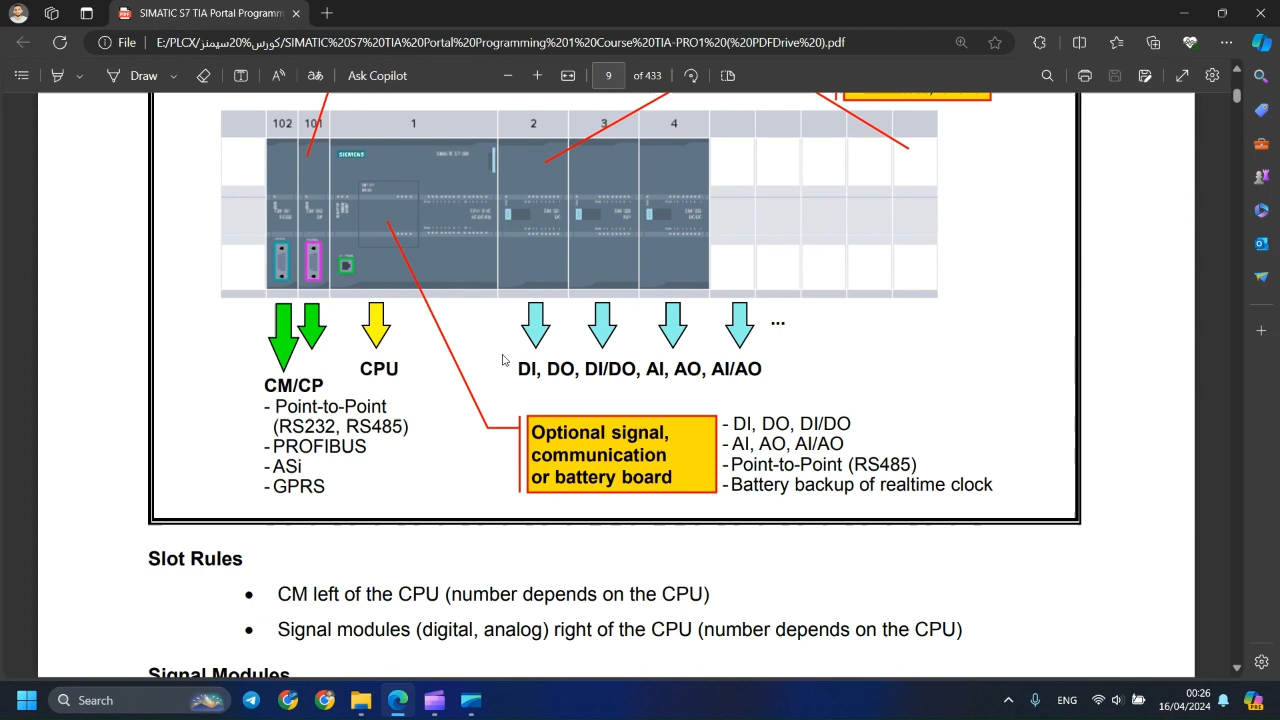 SIMATIC S7 TIA Portal Programm
File
E:/PLCX/کورس%20سیمنز/SIMATIC%20S7%20TIA%20Portal%20Programming%201%20Course%20TIA-PRO1%20(%20PDFDrive%20).pdf
Draw
Ask Copilot
9
of 433
102 101 1 2 3 4
SIEMENS
...
CPU
DI, DO, DI/DO, AI, AO, AI/AO
CM/CP
- Point-to-Point
(RS232, RS485)
- PROFIBUS
- ASi
- GPRS
Optional signal,
communication
or battery board
- DI, DO, DI/DO
- AI, AO, AI/AO
- Point-to-Point (RS485)
- Battery backup of realtime clock
Slot Rules
• CM left of the CPU (number depends on the CPU)
• Signal modules (digital, analog) right of the CPU (number depends on the CPU)
Signal Modules
Search
ENG
00:26
16/04/2024